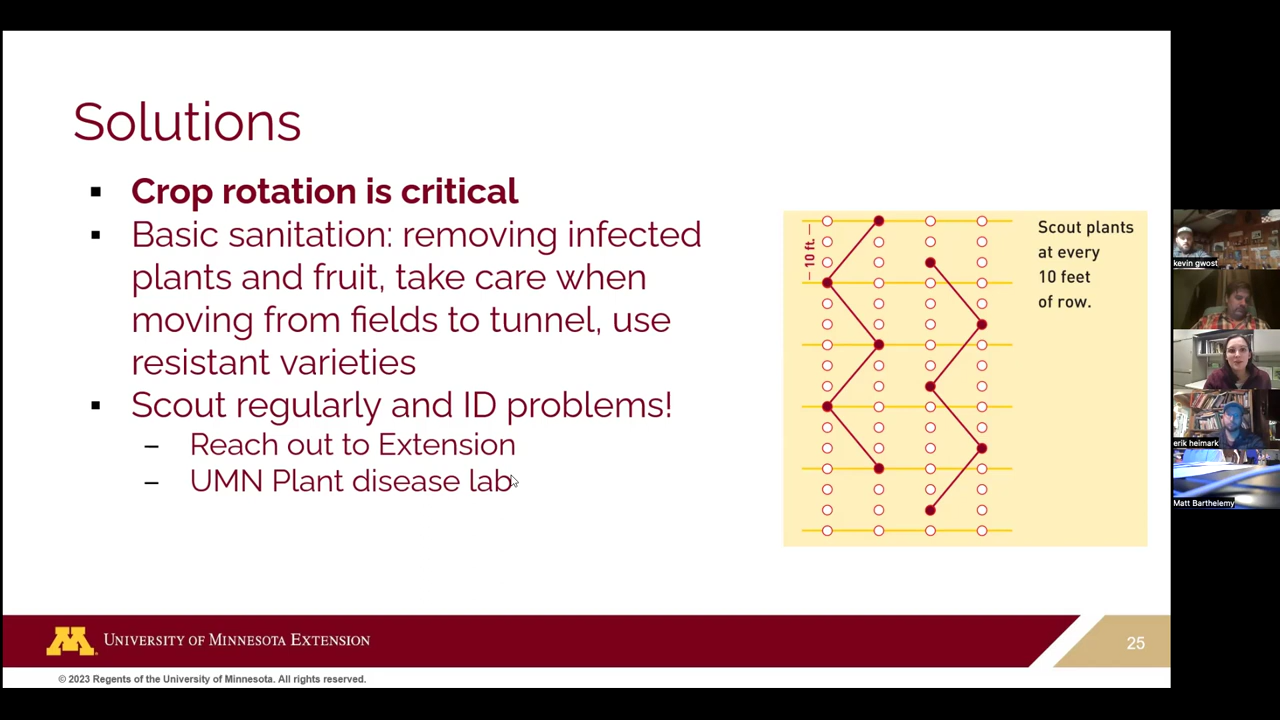 Solutions
▪ Crop rotation is critical
▪ Basic sanitation: removing infected
plants and fruit, take care when
moving from fields to tunnel, use
resistant varieties
▪ Scout regularly and ID problems!
– Reach out to Extension
– UMN Plant disease lab
– 10 ft. –
Scout plants
at every
10 feet
of row.
kevin gwost
erik heimark
Matt Barthelemy
M
UNIVERSITY OF MINNESOTA EXTENSION
25
© 2023 Regents of the University of Minnesota. All rights reserved.